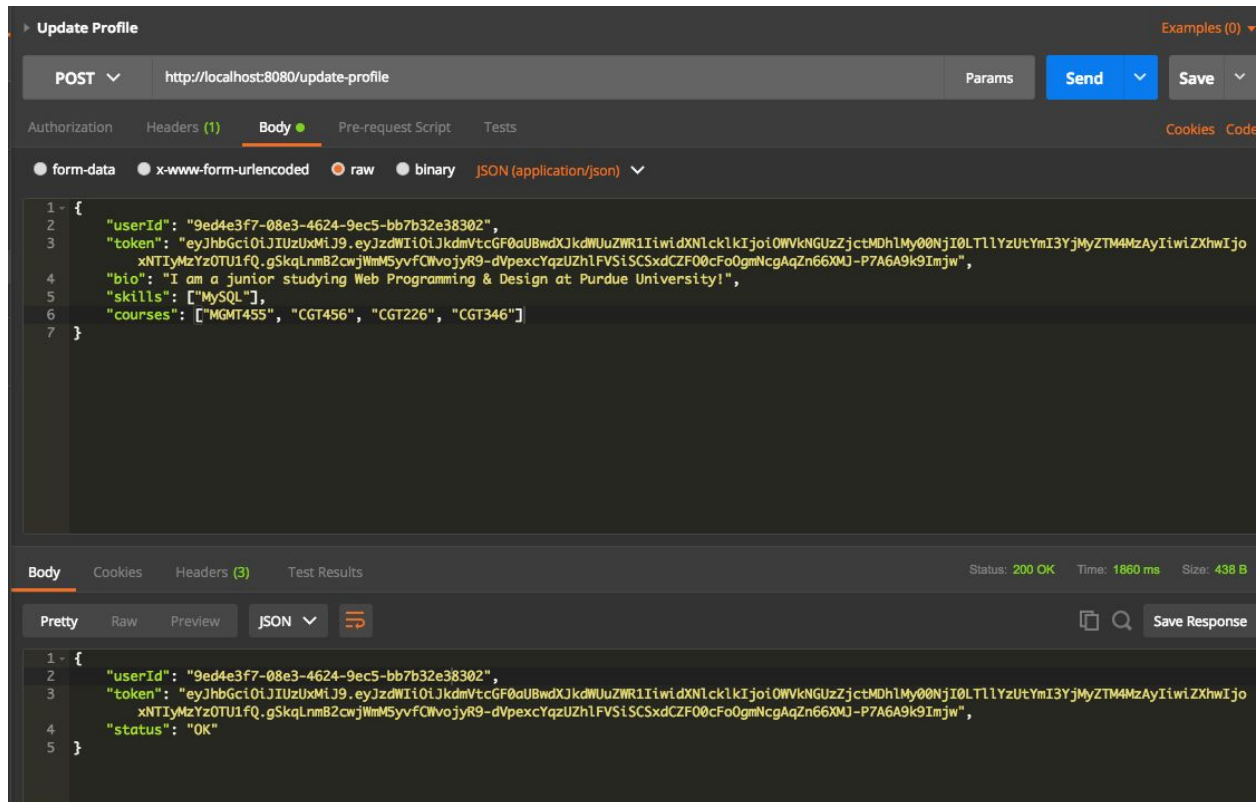 Update Profile
Examples (0)
POST
http://localhost:8080/update-profile
Params
Send
Save
Authorization
Headers (1)
Body
Pre-request Script
Tests
Cookies
Code
form-data
x-www-form-urlencoded
raw
binary
JSON (application/json)
1 {
2 "userId": "9ed4e3f7-08e3-4624-9ec5-bb7b32e38302",
3 "token": "eyJhbGciOiJIUzUxMiJ9.eyJzdWIiOiJkdmVtcGF0aUBwdXJkdWUuZWR1IiwidXNlcklkIjoiOWVkNGUzZjctMDhlMy00NjI0LTllYzUtYmI3YjMyZTM4MzAyIiwiZXhwIjo
xNTIyMzYzOTU1fQ.gSkqLnmB2cwjWmM5yvfCWvojyR9-dVpexcYqzUZhlFVSiSCSxdCZFO0cFoOgmNcgAqZn66XMJ-P7A6A9k9Imjw",
4 "bio": "I am a junior studying Web Programming & Design at Purdue University!",
5 "skills": ["MySQL"],
6 "courses": ["MGMT455", "CGT456", "CGT226", "CGT346"]
7 }
Body
Cookies
Headers (3)
Test Results
Status: 200 OK
Time: 1860 ms
Size: 438 B
Pretty
Raw
Preview
JSON
Save Response
1 {
2 "userId": "9ed4e3f7-08e3-4624-9ec5-bb7b32e38302",
3 "token": "eyJhbGciOiJIUzUxMiJ9.eyJzdWIiOiJkdmVtcGF0aUBwdXJkdWUuZWR1IiwidXNlcklkIjoiOWVkNGUzZjctMDhlMy00NjI0LTllYzUtYmI3YjMyZTM4MzAyIiwiZXhwIjo
xNTIyMzYzOTU1fQ.gSkqLnmB2cwjWmM5yvfCWvojyR9-dVpexcYqzUZhlFVSiSCSxdCZFO0cFoOgmNcgAqZn66XMJ-P7A6A9k9Imjw",
4 "status": "OK"
5 }